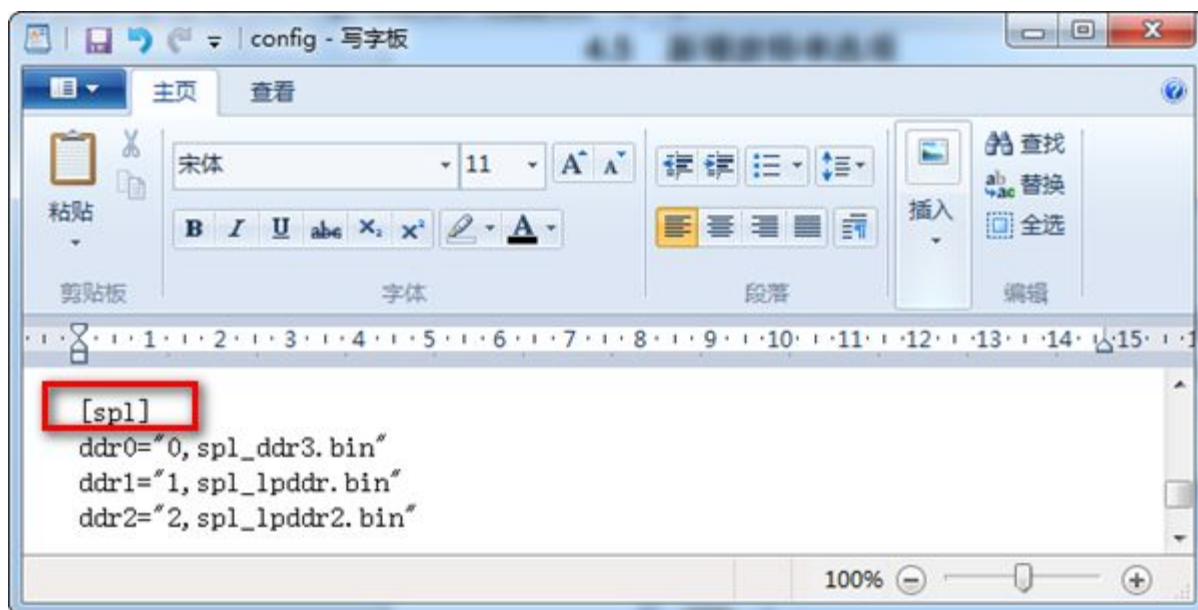 config - 写字板
主页 查看
粘贴
剪贴板
宋体 11 A A
B I U abc X₂ X² A
字体
段落
插入
查找
替换
全选
编辑
1 2 3 4 5 6 7 8 9 10 11 12 13 14 15
[spl]
ddr0="0,spl_ddr3.bin"
ddr1="1,spl_lpddr.bin"
ddr2="2,spl_lpddr2.bin"
100%